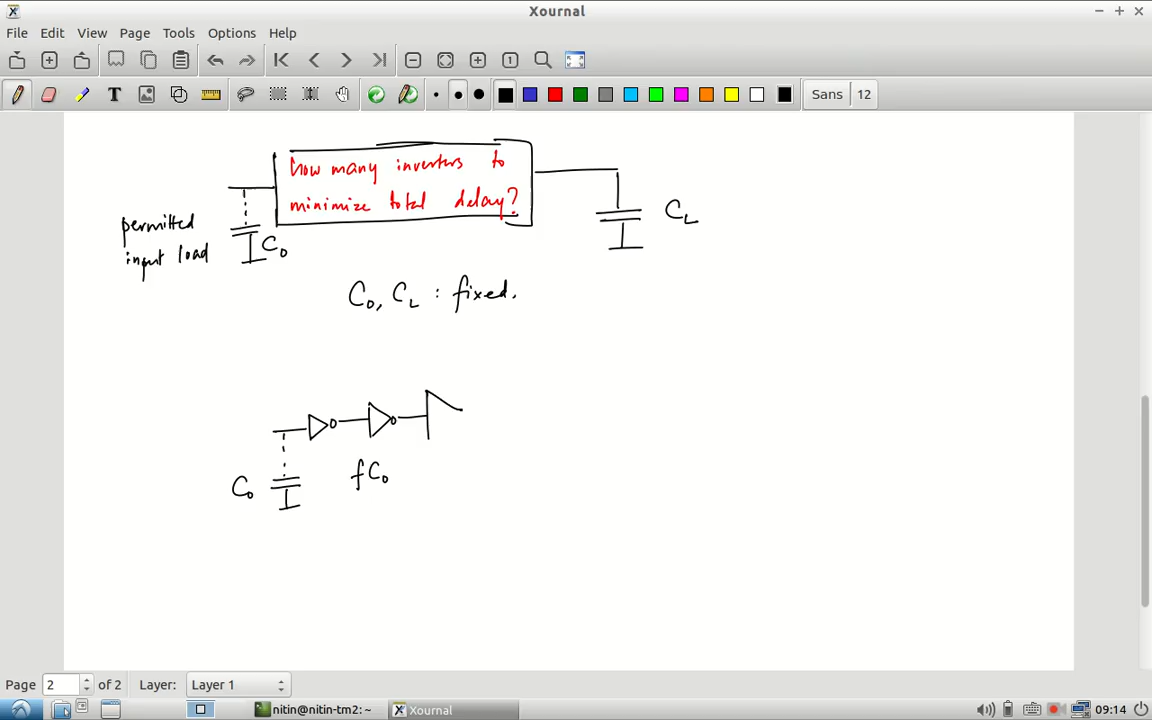 Xournal
File Edit View Page Tools Options Help
Sans 12
how many inverters to
minimize total delay?
permitted
input load
C0
CL
C0, CL : fixed.
C0
fC0
Page 2 of 2 Layer: Layer 1
nitin@nitin-tm2: ~ Xournal 09:14